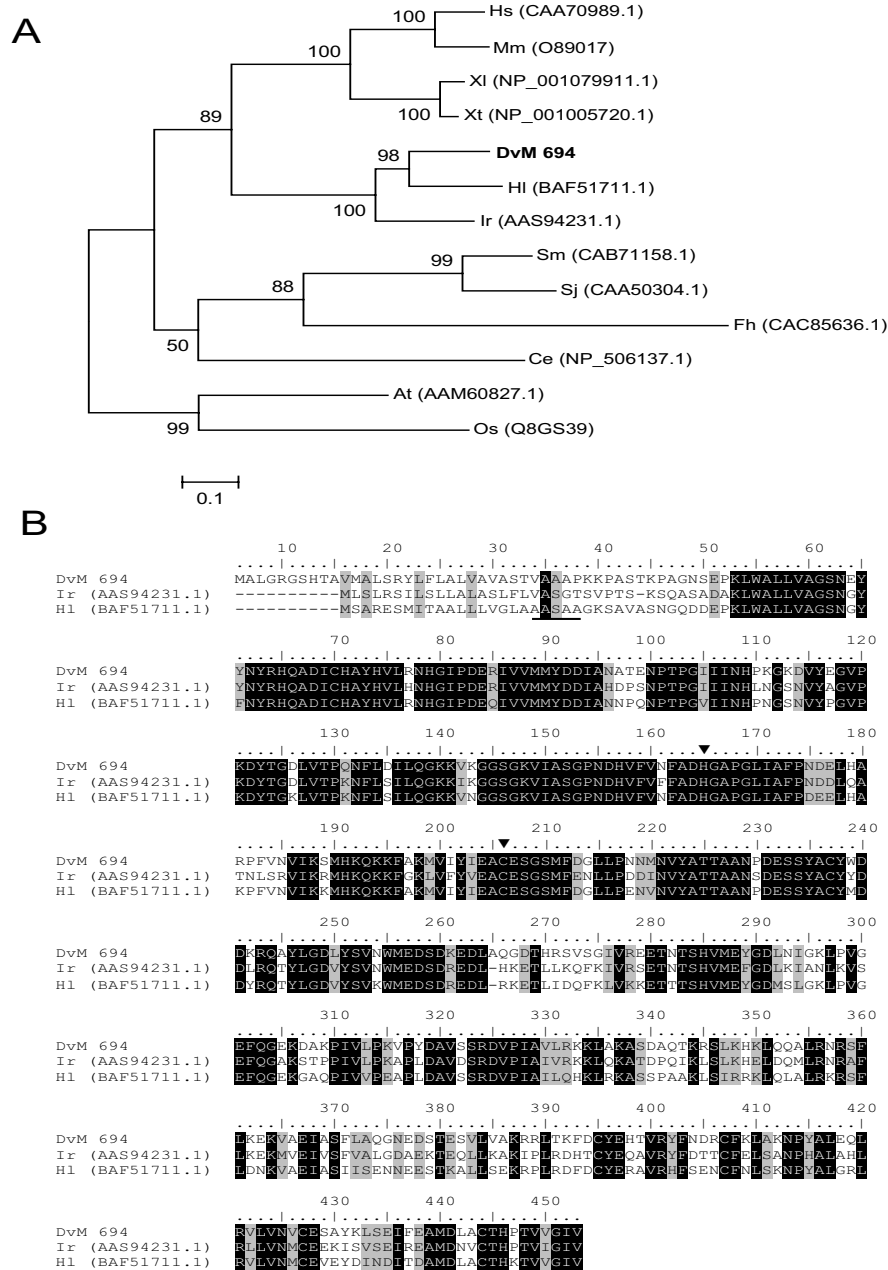 A
Hs (CAA70989.1)
100
Mm (O89017)
100
Xl (NP_001079911.1)
100
Xt (NP_001005720.1)
89
DvM 694
98
Hl (BAF51711.1)
100
Ir (AAS94231.1)
Sm (CAB71158.1)
99
Sj (CAA50304.1)
88
Fh (CAC85636.1)
50
Ce (NP_506137.1)
At (AAM60827.1)
99
Os (Q8GS39)
0.1
B
10 20 30 40 50 60
DvM 694 MALGRGSHTAVMALSRYLFLALVAVASTVAAAPKKPASTKPAGNSEPKLWALLVAGSNEY
Ir (AAS94231.1) ----------MLSLRSILSLLALASLFLVASGTSVPTS-KSQASADAKLWALLVAGSNGY
Hl (BAF51711.1) ----------MSARESMITAALLLVGLAAASAAGKSAVASNGQDDEPKLWALLVAGSNGY
70 80 90 100 110 120
DvM 694 YNYRHQADICHAYHVLRNHGIPDERIVVMMYDDIANATENPTPGIIINHPKGKDVYEGVP
Ir (AAS94231.1) YNYRHQADICHAYHVLHNHGIPDERIVVMMYDDIAHDPSNPTPGIIINHLNGSNVYAGVP
Hl (BAF51711.1) FNYRHQADICHAYHVLRNHGIPDEQIVVMMYDDIANNPQNPTPGVIINHPNGSNVYPGVP
130 140 150 160 170 180
DvM 694 KDYTGDLVTPQNFLDILQGKKVKGGSGKVIASGPNDHVFVNFADHGAPGLIAFPNDELHA
Ir (AAS94231.1) KDYTGDLVTPKNFLSILQGKKIKGGSGKVIASGPNDHVFVFFADHGAPGLIAFPNDDLQA
Hl (BAF51711.1) KDYTGKLVTPKNFLSILQGKKVNGGSGKVIASGPNDHVFVNFADHGAPGLIAFPDEELHA
190 200 210 220 230 240
DvM 694 RPFVNVIKSMHKQKKFAKMVIYIEACESGSMFDGLLPNNMNVYATTAANPDESSYACYWD
Ir (AAS94231.1) TNLSRVIKRMHKQKKFGKLVFYVEACESGSMFENLLPDDINVYATTAANSDESSYACYYD
Hl (BAF51711.1) KPFVNVIKRMHKQKKFAKMVIYIEACESGSMFDGLLPENVNVYATTAANPDESSYACYMD
250 260 270 280 290 300
DvM 694 DKRQAYLGDLYSVNWMEDSDKEDLAQGDTHRSVSGIVREETNTSHVMEYGDLNIGKLPVG
Ir (AAS94231.1) DLRQTYLGDVYSVNWMEDSDREDL-HKETLLKQFKIVRSETNTSHVMEFGDLKIANLKVS
Hl (BAF51711.1) DYRQTYLGDVYSVKWMEDSDREDL-RKETLIDQFKLVKKETTTSHVMEYGDMSLGKLPVG
310 320 330 340 350 360
DvM 694 EFQGEKDAKPIVLPKVPYDAVSSRDVPIAVLRKKLAKASDAQTKRSLKHKLQQALRNRSF
Ir (AAS94231.1) EFQGAKSTPPIVLPKAPLDAVDSRDVPIAIVRKKLQKATDPQIKLSLKHELDQMLRNRAF
Hl (BAF51711.1) EFQGEKGAQPIVVPEAPLDAVSSRDVPIAILQHKLRKASSPAAKLSIRRKLQLALRKRSF
370 380 390 400 410 420
DvM 694 LKEKVAEIASFLAQGNEDSTESVLVAKRRLTKFDCYEHTVRYFNDRCFKLAKNPYALEQL
Ir (AAS94231.1) LKEKMVEIVSFVALGDAEKTEQLLKAKIPLRDHTCYEQAVRYFDTTCFELSANPHALAHL
Hl (BAF51711.1) LDNKVAEIASIISENNEESTKALLSEKRPLRDFDCYERAVRHFSENCFNLSKNPYALGRL
430 440 450
DvM 694 RVLVNVCESAYKLSEIFEAMDLACTHPTVVGIV
Ir (AAS94231.1) RLLVNMCEEKISVSEIREAMDNVCTHPTVIGIV
Hl (BAF51711.1) RVLVNMCEVEYDINDITDAMDLACTHPTVVGIV